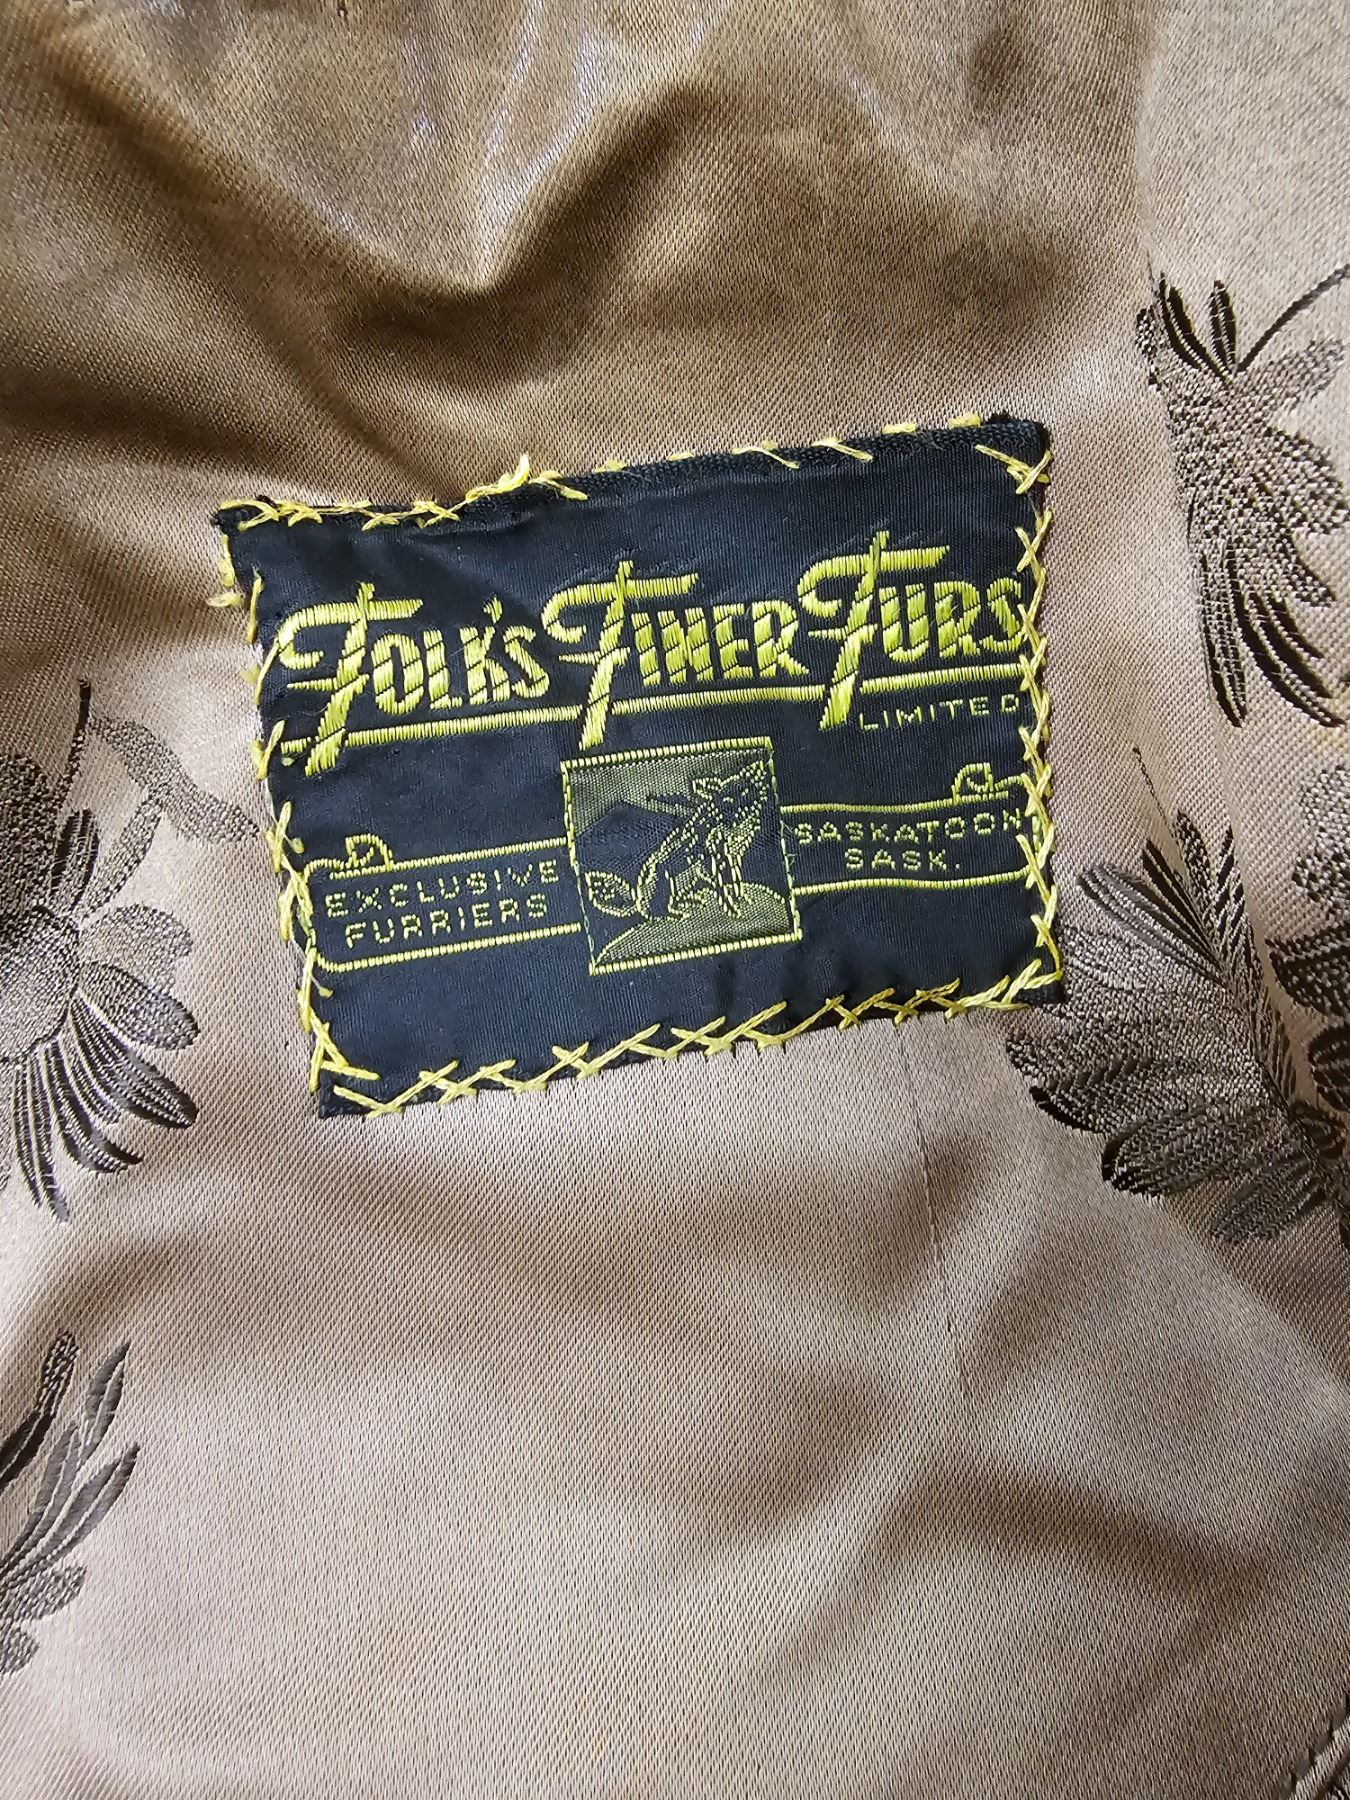 FOLK'S FINER FURS
LIMITED
EXCLUSIVE
FURRIERS
SASKATOON
SASK.